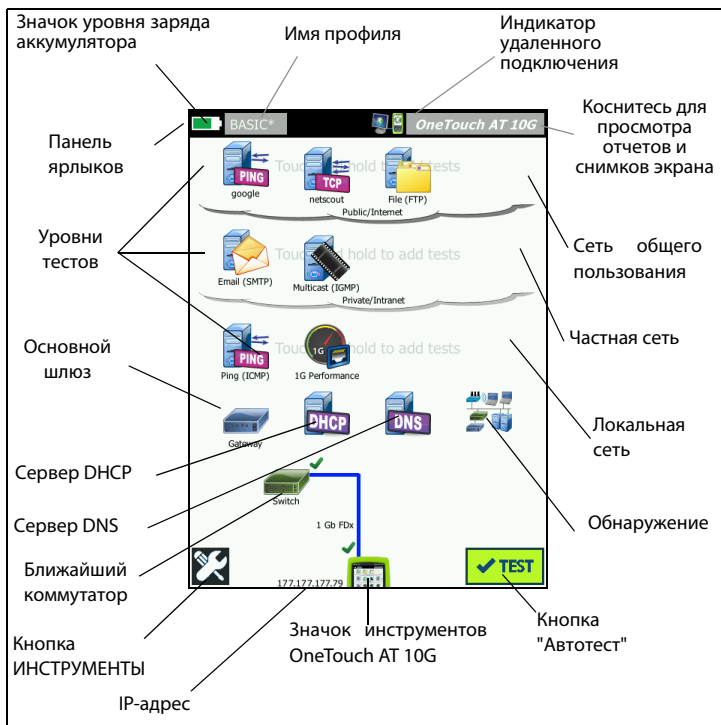 Значок уровня заряда
аккумулятора
Имя профиля
Индикатор
удаленного
подключения
BASIC*
OneTouch AT 10G
Коснитесь для
просмотра
отчетов и
снимков экрана
Панель
ярлыков
Touch and hold to add tests
PING
TCP
google
netscout
File (FTP)
Public/Internet
Уровни
тестов
Сеть общего
пользования
Touch and hold to add tests
Email (SMTP)
Multicast (IGMP)
Private/Intranet
Частная сеть
Основной
шлюз
Touch and hold to add tests
PING
1G
Ping (ICMP)
1G Performance
Локальная
сеть
DHCP
DNS
Gateway
Сервер DHCP
Switch
Сервер DNS
1 Gb FDx
Обнаружение
Ближайший
коммутатор
TEST
177.177.177.79
Кнопка
ИНСТРУМЕНТЫ
Значок инструментов
OneTouch AT 10G
Кнопка
"Автотест"
IP-адрес